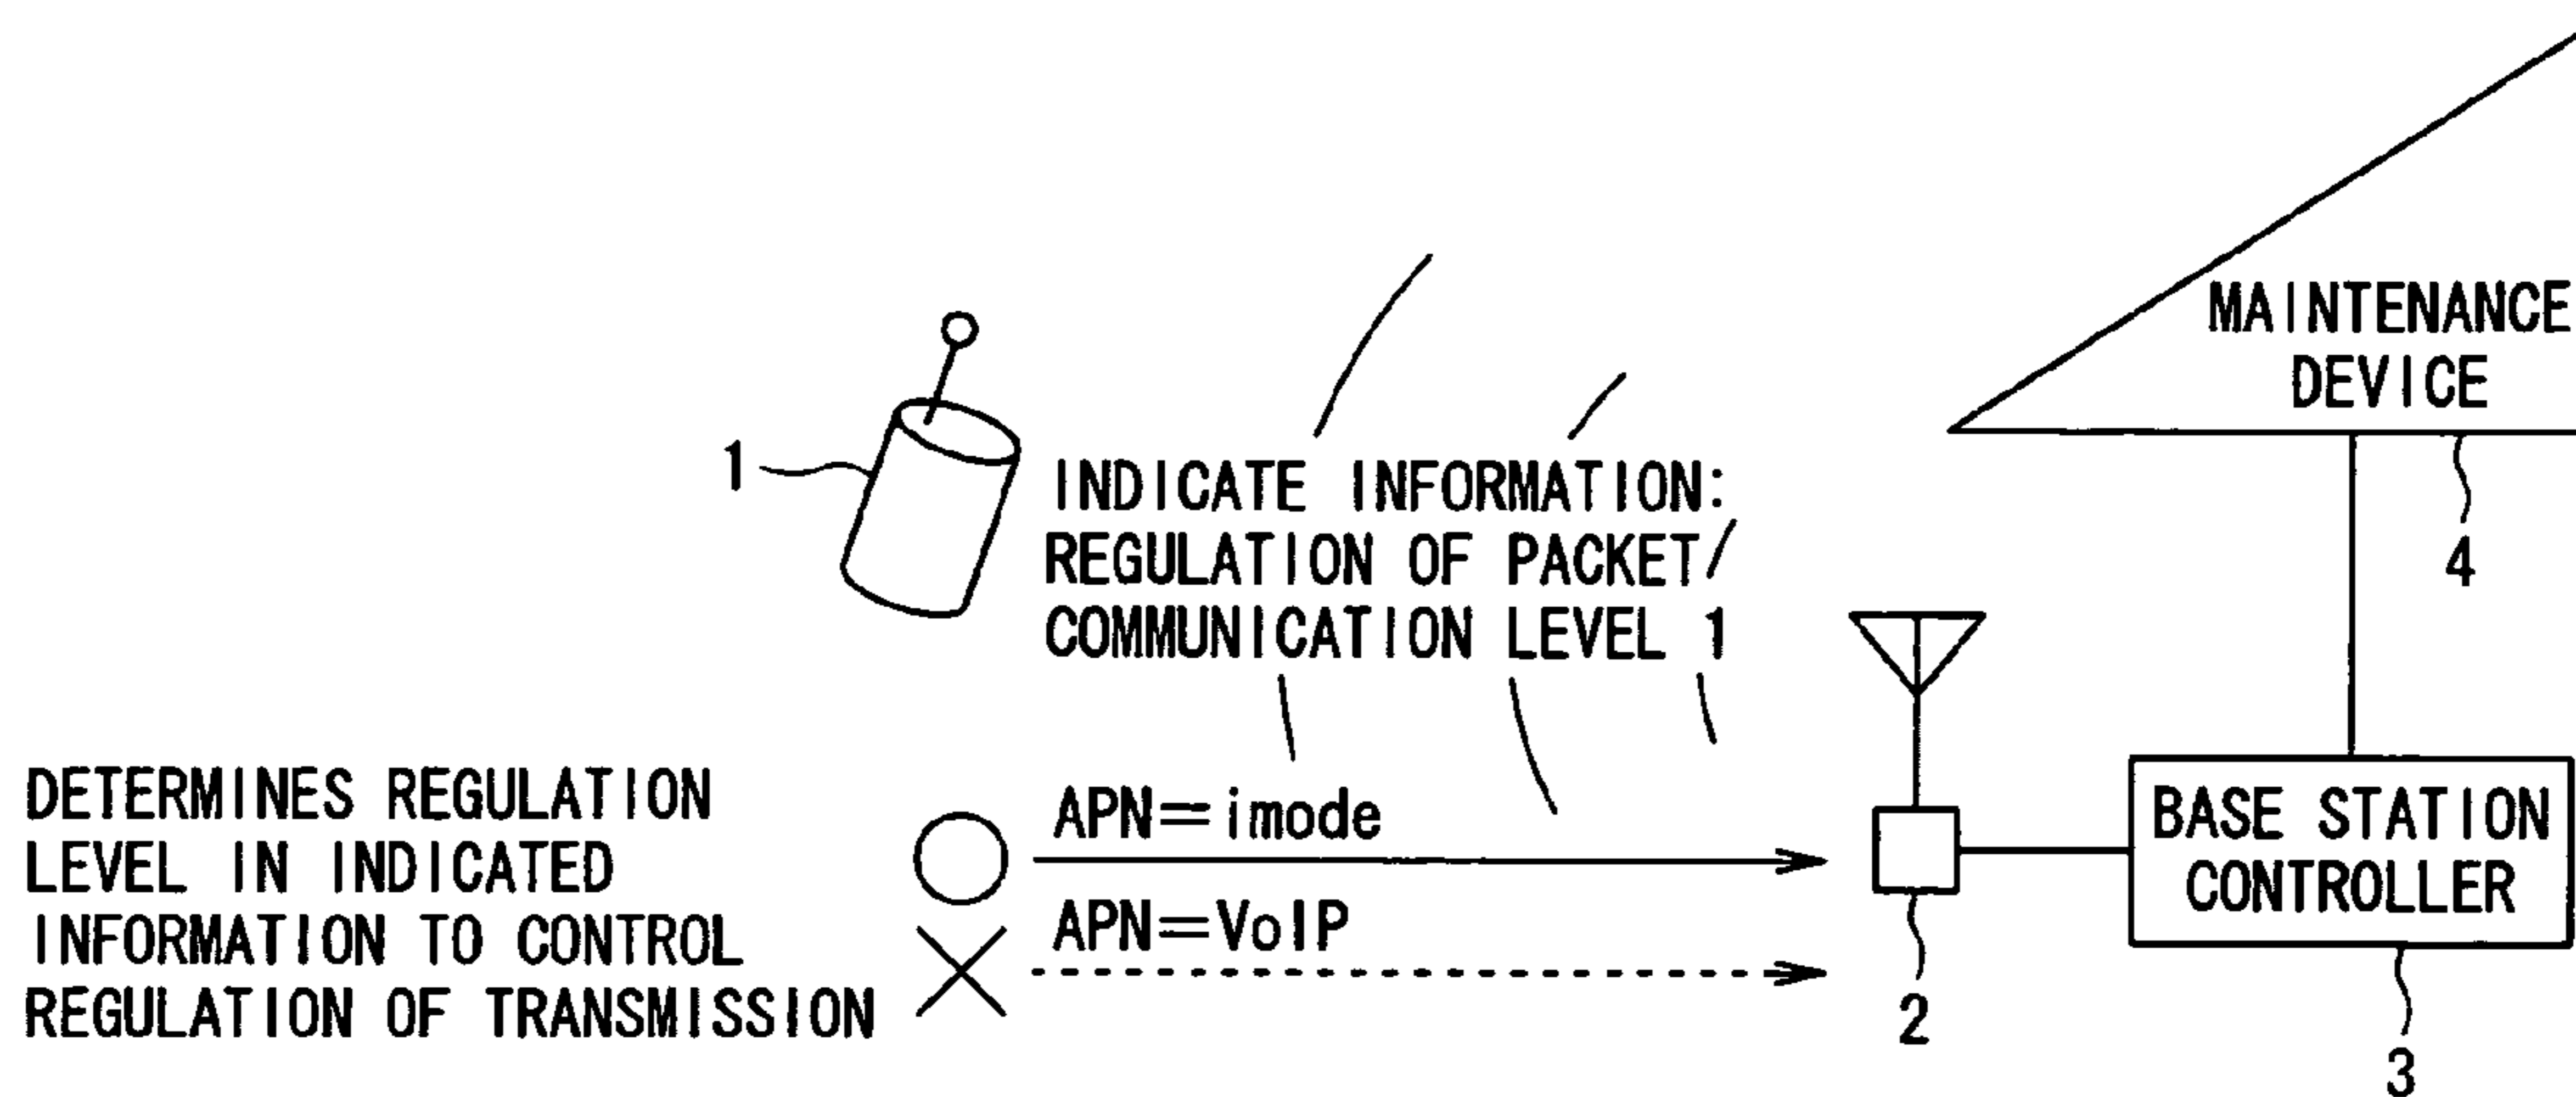 MAINTENANCE
DEVICE
1
INDICATE INFORMATION:
REGULATION OF PACKET
COMMUNICATION LEVEL 1
4
DETERMINES REGULATION
LEVEL IN INDICATED
INFORMATION TO CONTROL
REGULATION OF TRANSMISSION
APN=imode
APN=VoIP
BASE STATION
CONTROLLER
2
3